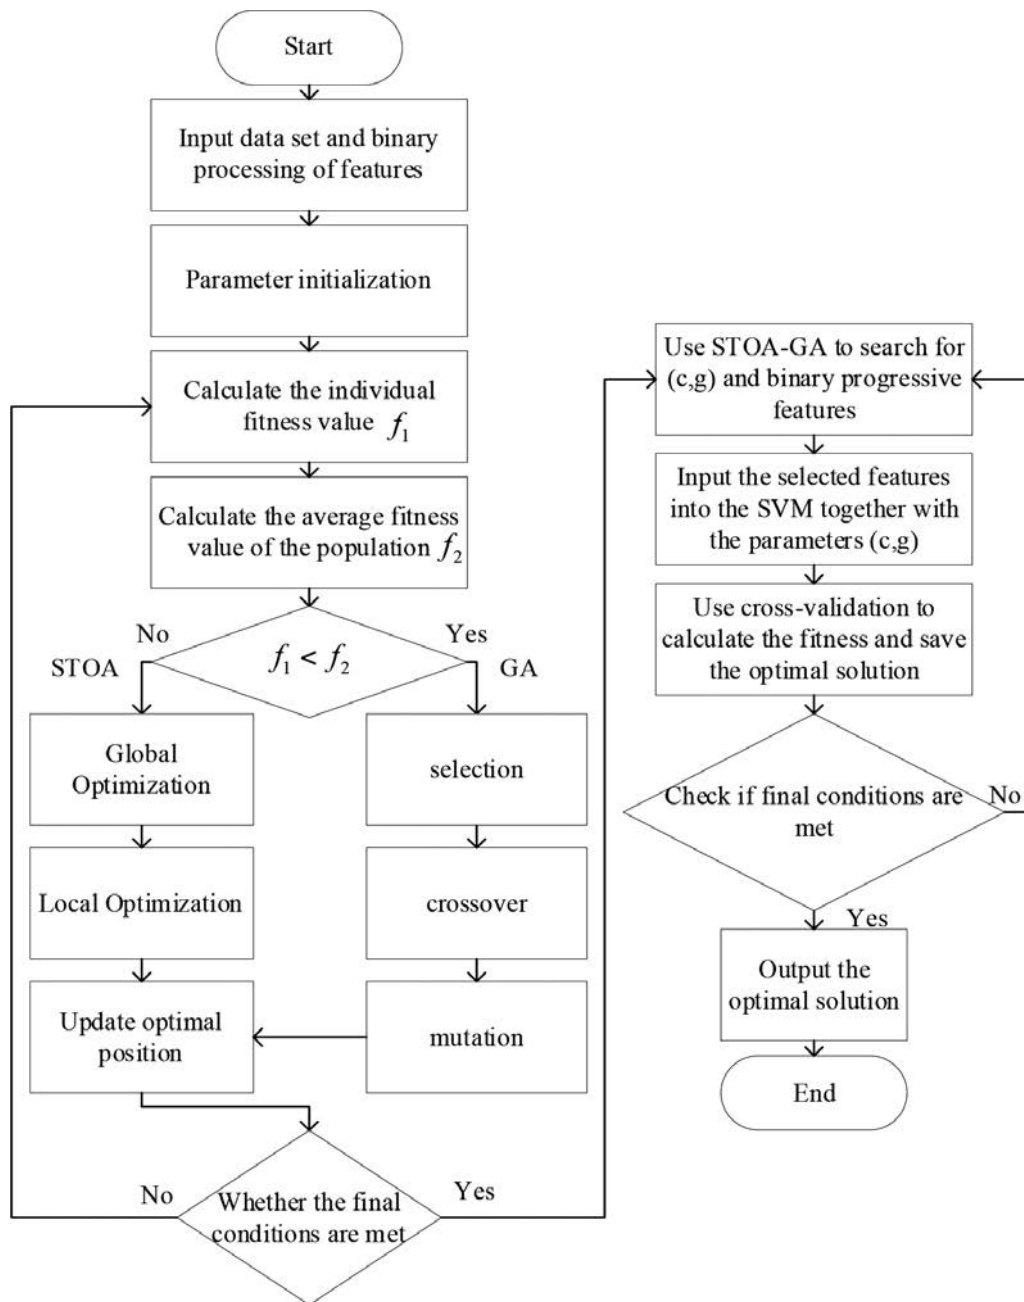 Start
Input data set and binary
processing of features
Parameter initialization
Calculate the individual
fitness value f₁
Calculate the average fitness
value of the population f₂
No
Yes
STOA
f₁ < f₂
GA
Global
Optimization
selection
Local Optimization
crossover
Update optimal
position
mutation
No
Whether the final
conditions are met
Yes
Use STOA-GA to search for
(c,g) and binary progressive
features
Input the selected features
into the SVM together with
the parameters (c,g)
Use cross-validation to
calculate the fitness and save
the optimal solution
Check if final conditions are
met
No
Yes
Output the
optimal solution
End